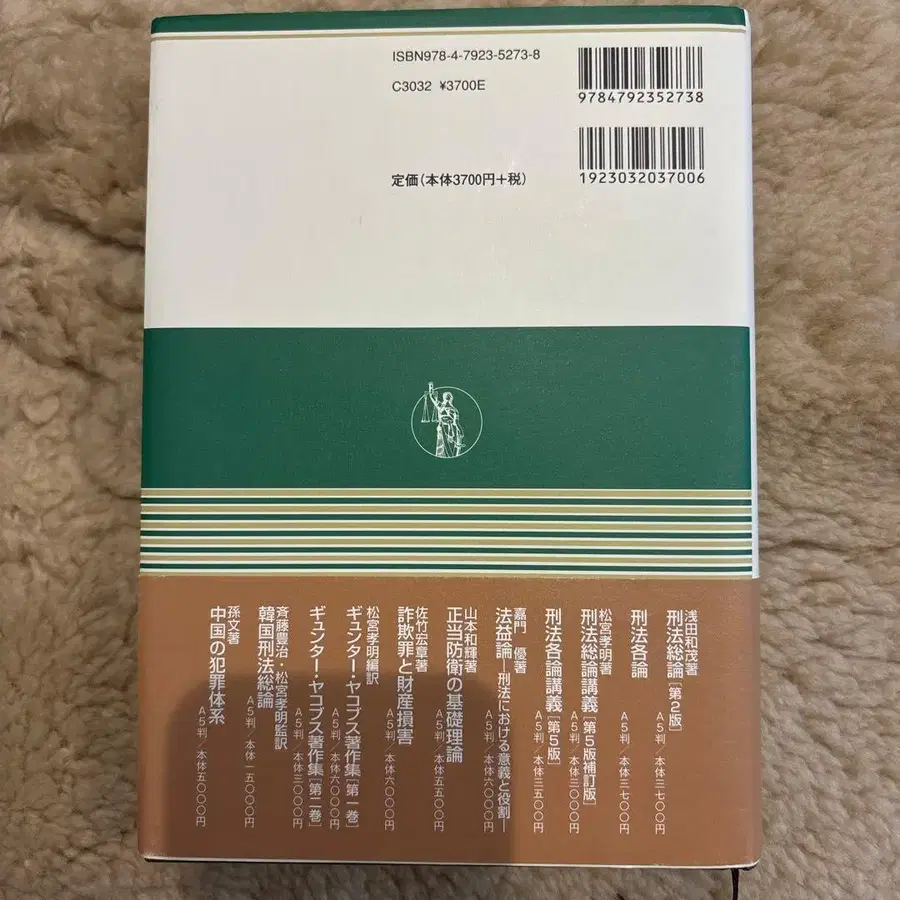 ISBN978-4-7923-5273-8
C3032 ¥3700E
定価(本体3700円+税)
9784792352738
1923032037006
浅田和茂著
刑法総論[第2版] A5判/本体三七〇〇円
刑法各論 A5判/本体三七〇〇円
松宮孝明著
刑法総論講義[第5版補訂版] A5判/本体三三〇〇円
刑法各論講義[第5版] A5判/本体三五〇〇円
嘉門 優著
法益論―刑法における意義と役割― A5判/本体六〇〇〇円
山本和輝著
正当防衛の基礎理論 A5判/本体五五〇〇円
佐竹宏章著
詐欺罪と財産損害 A5判/本体六〇〇〇円
松宮孝明編訳
ギュンター・ヤコブス著作集[第一巻] A5判/本体六〇〇〇円
ギュンター・ヤコブス著作集[第二巻] A5判/本体三〇〇〇円
斉藤豊治・松宮孝明監訳
韓国刑法総論 A5判/本体一五〇〇〇円
孫文著
中国の犯罪体系 A5判/本体五〇〇〇円